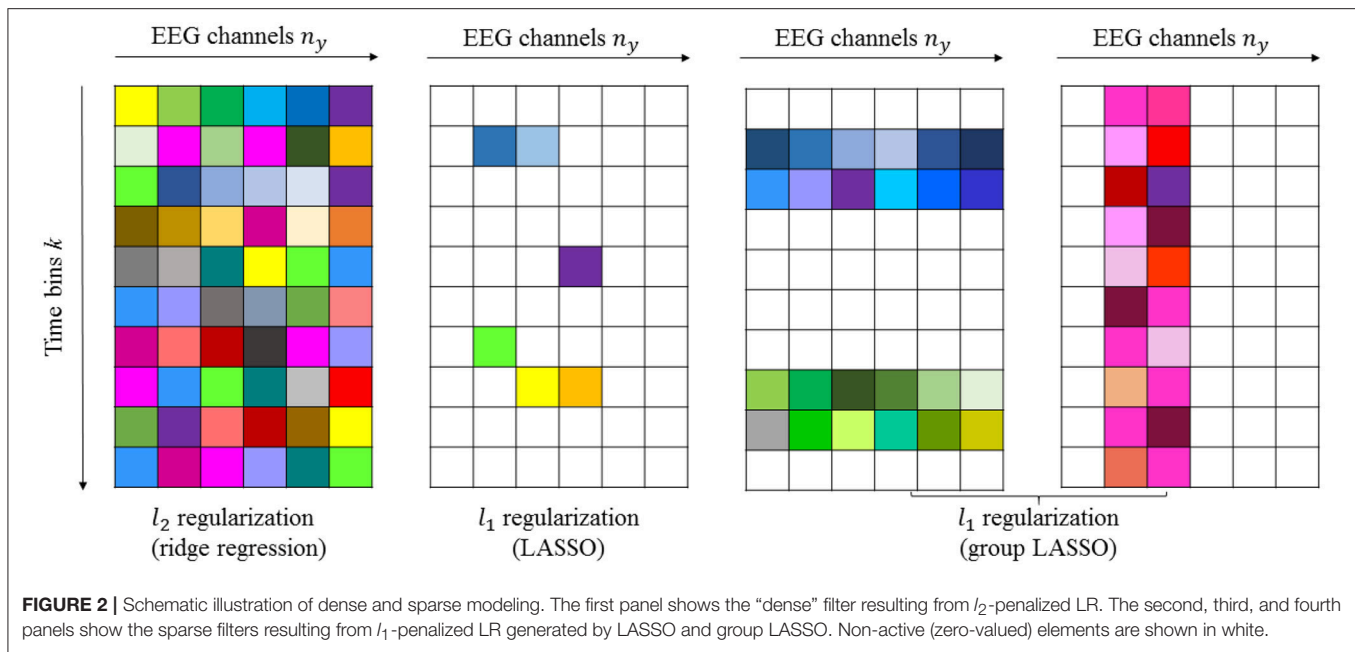 EEG channels n_y
EEG channels n_y
EEG channels n_y
EEG channels n_y
Time bins k
l_2 regularization
(ridge regression)
l_1 regularization
(LASSO)
l_1 regularization
(group LASSO)
FIGURE 2 | Schematic illustration of dense and sparse modeling. The first panel shows the “dense” filter resulting from l_2-penalized LR. The second, third, and fourth
panels show the sparse filters resulting from l_1-penalized LR generated by LASSO and group LASSO. Non-active (zero-valued) elements are shown in white.